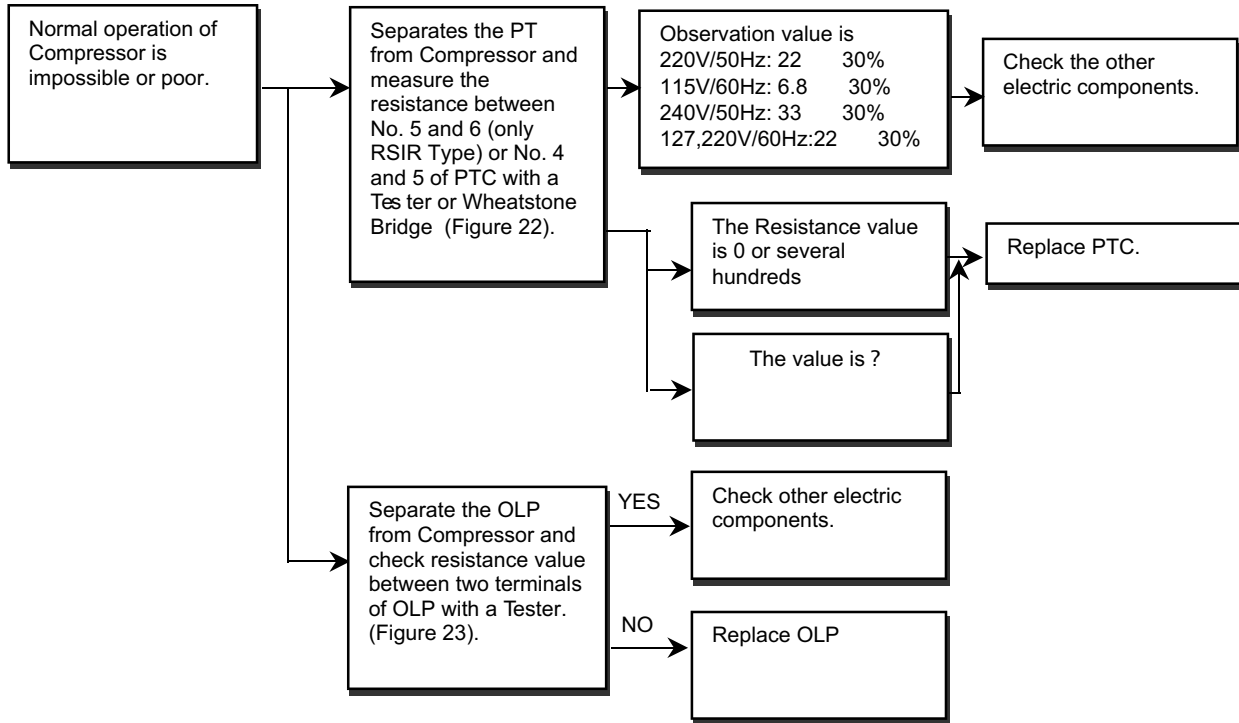 Normal operation of
Compressor is
impossible or poor.
Separates the PT
from Compressor and
measure the
resistance between
No. 5 and 6 (only
RSIR Type) or No. 4
and 5 of PTC with a
Tester or Wheatstone
Bridge (Figure 22).
Observation value is
220V/50Hz: 22 30%
115V/60Hz: 6.8 30%
240V/50Hz: 33 30%
127,220V/60Hz:22 30%
Check the other
electric components.
The Resistance value
is 0 or several
hundreds
Replace PTC.
The value is ?
Separate the OLP
from Compressor and
check resistance value
between two terminals
of OLP with a Tester.
(Figure 23).
YES
Check other electric
components.
NO
Replace OLP